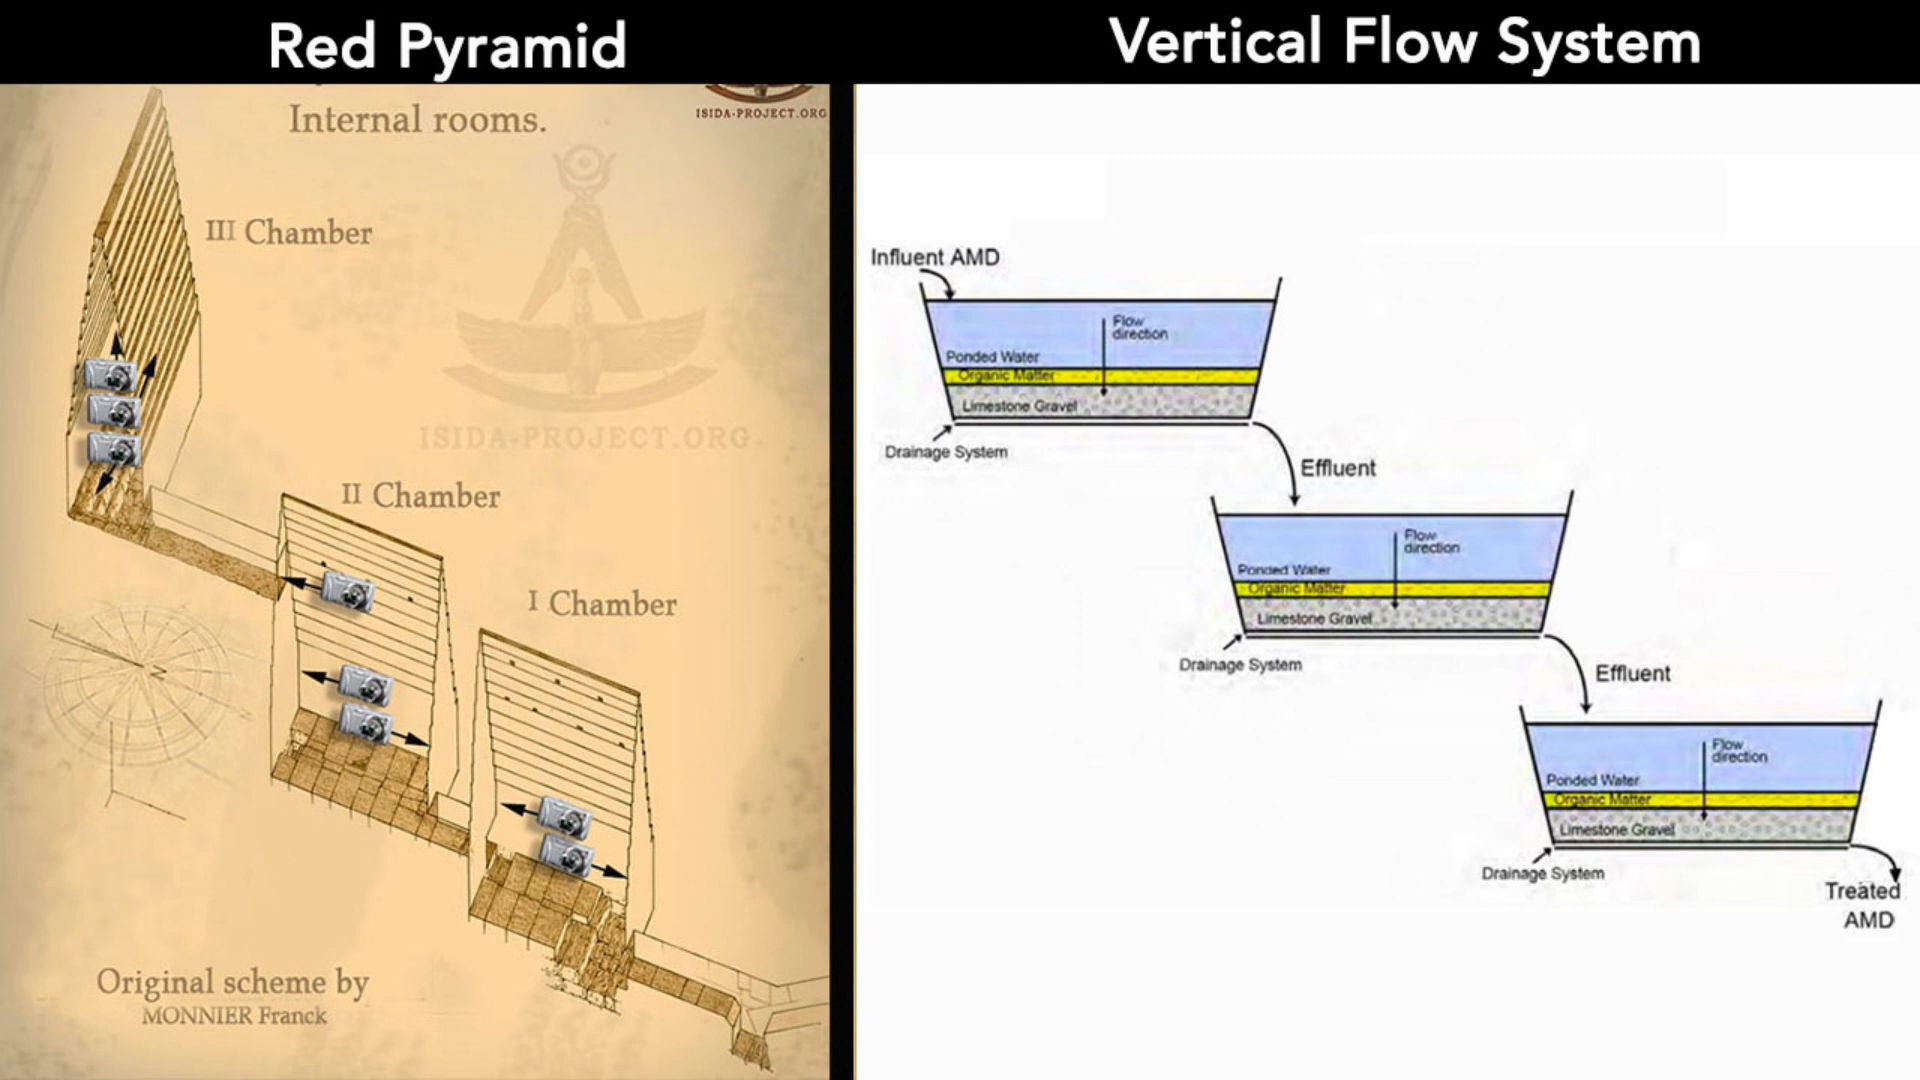 Red Pyramid
Internal rooms.
ISIDA-PROJECT.ORG
III Chamber
ISIDA-PROJECT.ORG
II Chamber
I Chamber
N
Original scheme by
MONNIER Franck
Vertical Flow System
Influent AMD
Flow
direction
Ponded Water
Organic Matter
Limestone Gravel
Drainage System
Effluent
Flow
direction
Ponded Water
Organic Matter
Limestone Gravel
Drainage System
Effluent
Flow
direction
Ponded Water
Organic Matter
Limestone Gravel
Drainage System
Treated
AMD